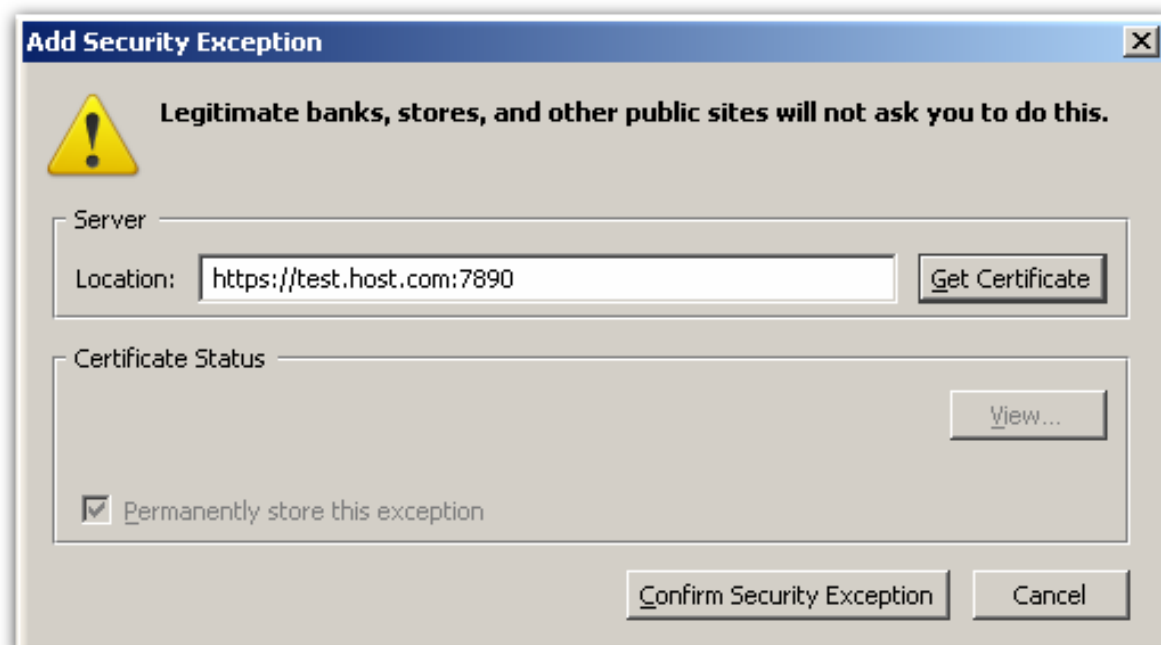 Add Security Exception
Legitimate banks, stores, and other public sites will not ask you to do this.
Server
Location: https://test.host.com:7890 Get Certificate
Certificate Status
View...
Permanently store this exception
Confirm Security Exception Cancel